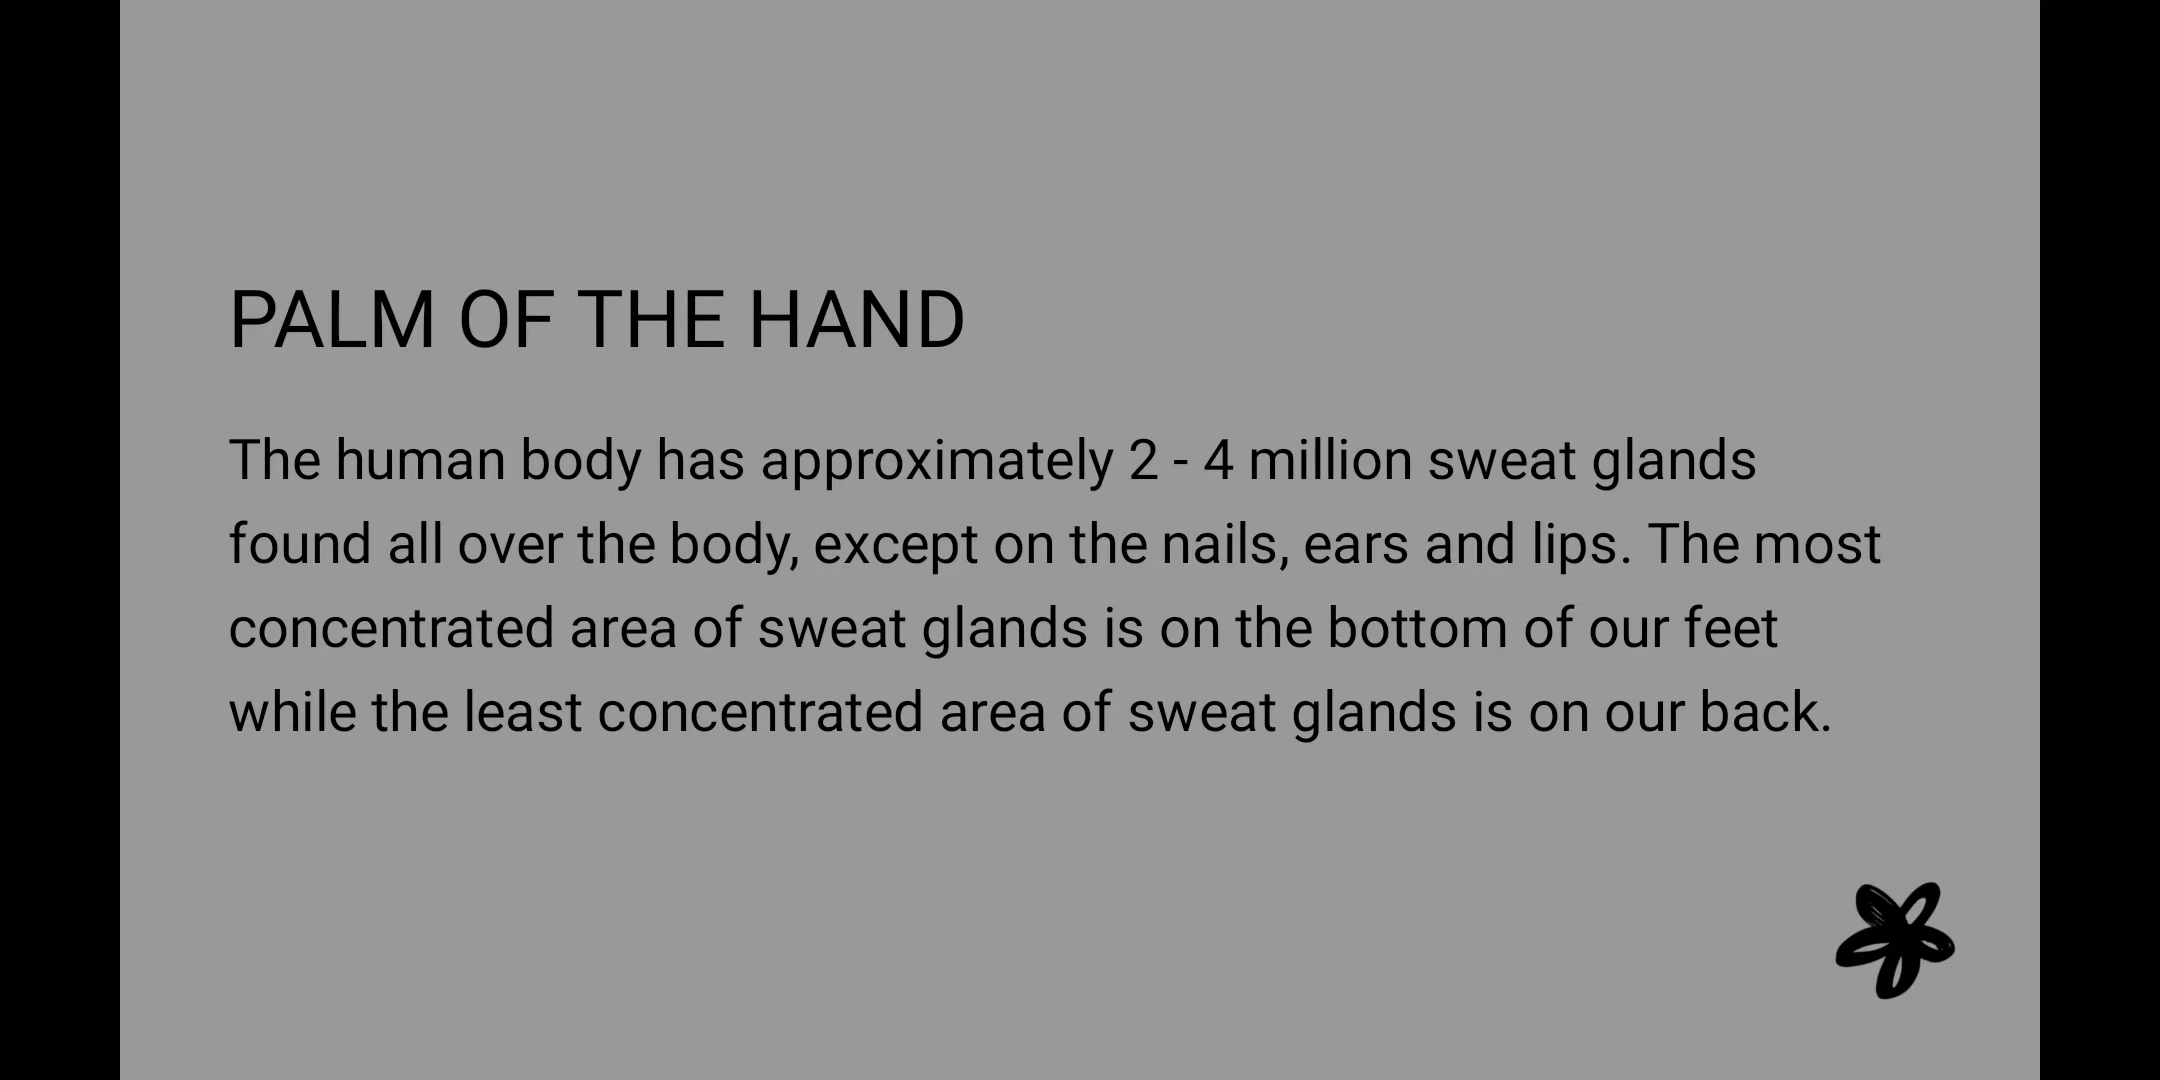 PALM OF THE HAND
The human body has approximately 2 - 4 million sweat glands
found all over the body, except on the nails, ears and lips. The most
concentrated area of sweat glands is on the bottom of our feet
while the least concentrated area of sweat glands is on our back.